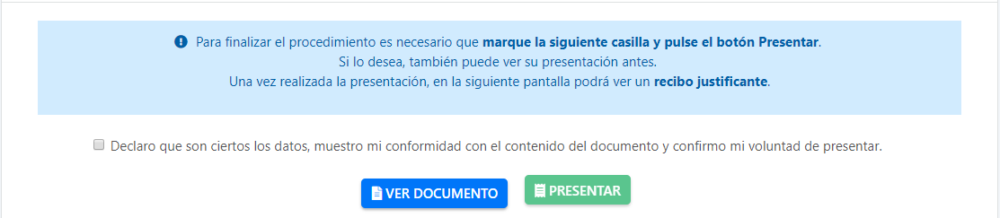 Para finalizar el procedimiento es necesario que marque la siguiente casilla y pulse el botón Presentar.
Si lo desea, también puede ver su presentación antes.
Una vez realizada la presentación, en la siguiente pantalla podrá ver un recibo justificante.
Declaro que son ciertos los datos, muestro mi conformidad con el contenido del documento y confirmo mi voluntad de presentar.
VER DOCUMENTO PRESENTAR